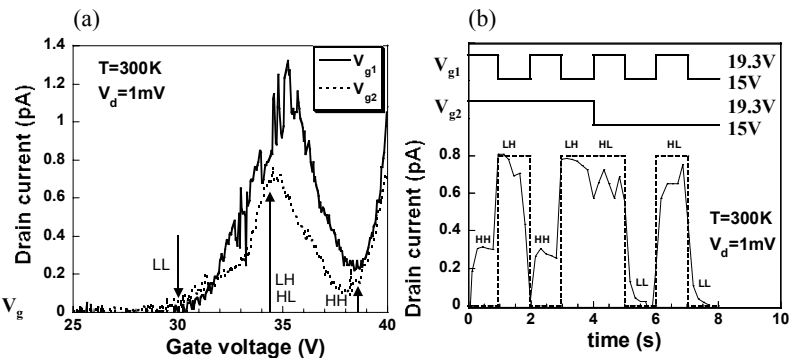 (a)
(b)
1.4
1.2
1
0.8
0.6
0.4
0.2
0
Drain current (pA)
T=300K
V_d=1mV
V_g1
V_g2
LL
LH
HL
HH
V_g
25
30
35
40
Gate voltage (V)
V_g1
19.3V
15V
V_g2
19.3V
15V
0.8
0.6
0.4
0.2
0
Drain current (pA)
LH
LH
HL
HL
HH
HH
LL
LL
T=300K
V_d=1mV
0
2
4
6
8
10
time (s)